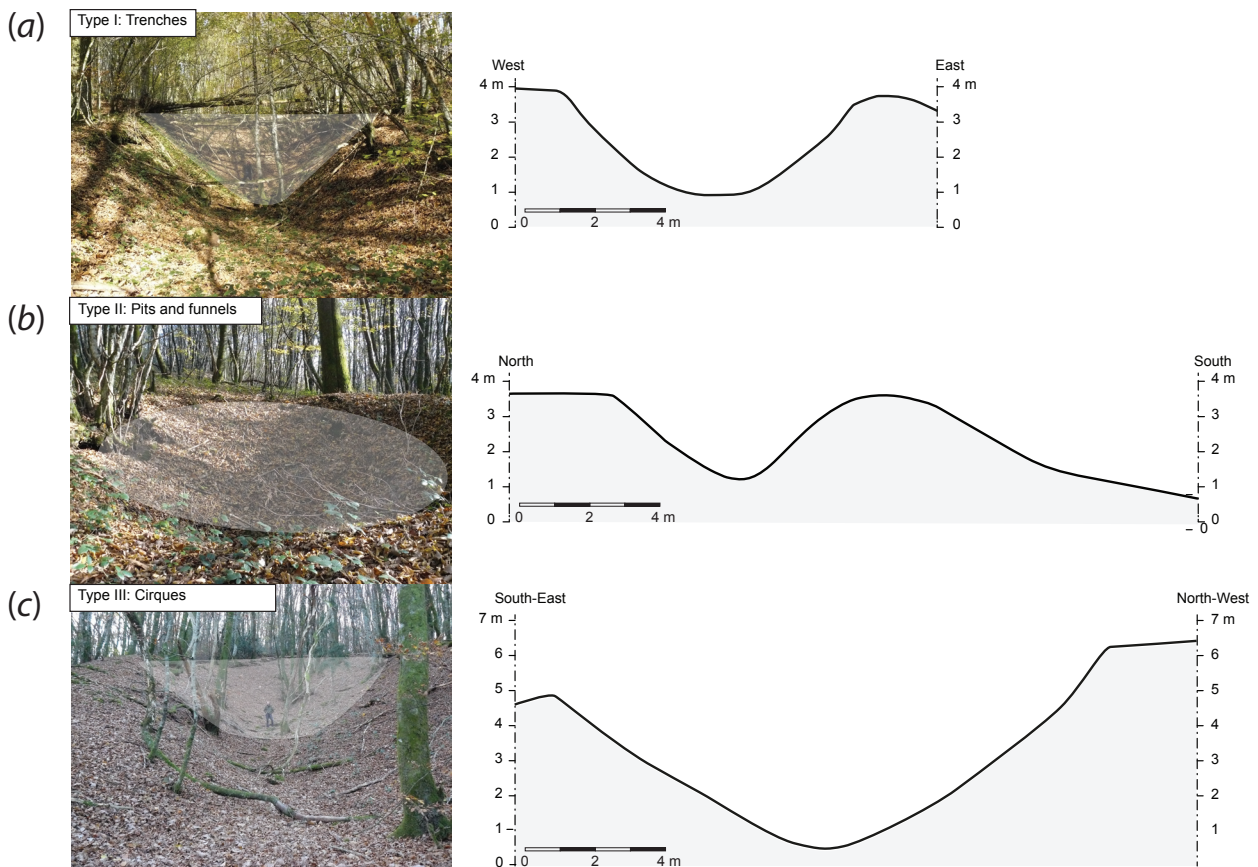 (a)
Type I: Trenches
West
East
4 m
3
2
1
0
4 m
3
2
1
0
0 2 4 m
(b)
Type II: Pits and funnels
North
South
4 m
3
2
1
0
4 m
3
2
1
0
0
0 2 4 m
(c)
Type III: Cirques
South-East
North-West
7 m
6
5
4
3
2
1
0
7 m
6
5
4
3
2
1
0 2 4 m